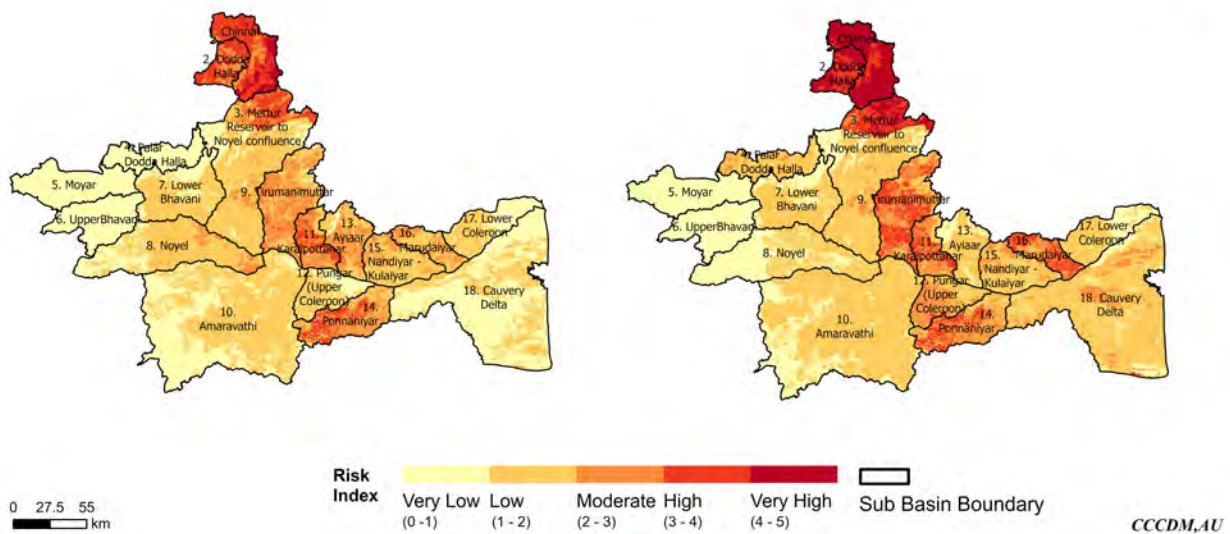 Chinnar
2. Dodda
Halla
3. Mettur
Reservoir to
Noyel confluence
4. Palar
Dodda Halla
5. Moyar
7. Lower
Bhavani
9. Tirumanimuttar
6. UpperBhavani
8. Noyel
11.
Karaipottanar
13.
Ayiaar
16.
Marudaiyar
17. Lower
Coleroon
15.
Nandiyar -
Kulaiyar
12. Pungar
(Upper
Coleroon)
18. Cauvery
Delta
10.
Amaravathi
14.
Ponnaniyar
Chinnar
2. Dodda
Halla
3. Mettur
Reservoir to
Noyel confluence
4. Palar
Dodda Halla
5. Moyar
7. Lower
Bhavani
9. Tirumanimuttar
6. UpperBhavani
8. Noyel
11.
Karaipottanar
13.
Ayiaar
16.
Marudaiyar
17. Lower
Coleroon
15.
Nandiyar -
Kulaiyar
12. Pungar
(Upper
Coleroon)
18. Cauvery
Delta
10.
Amaravathi
14.
Ponnaniyar
Risk
Index
Very Low Low Moderate High Very High
(0 -1) (1 - 2) (2 - 3) (3 - 4) (4 - 5)
Sub Basin Boundary
0 27.5 55
km
CCCDM,AU